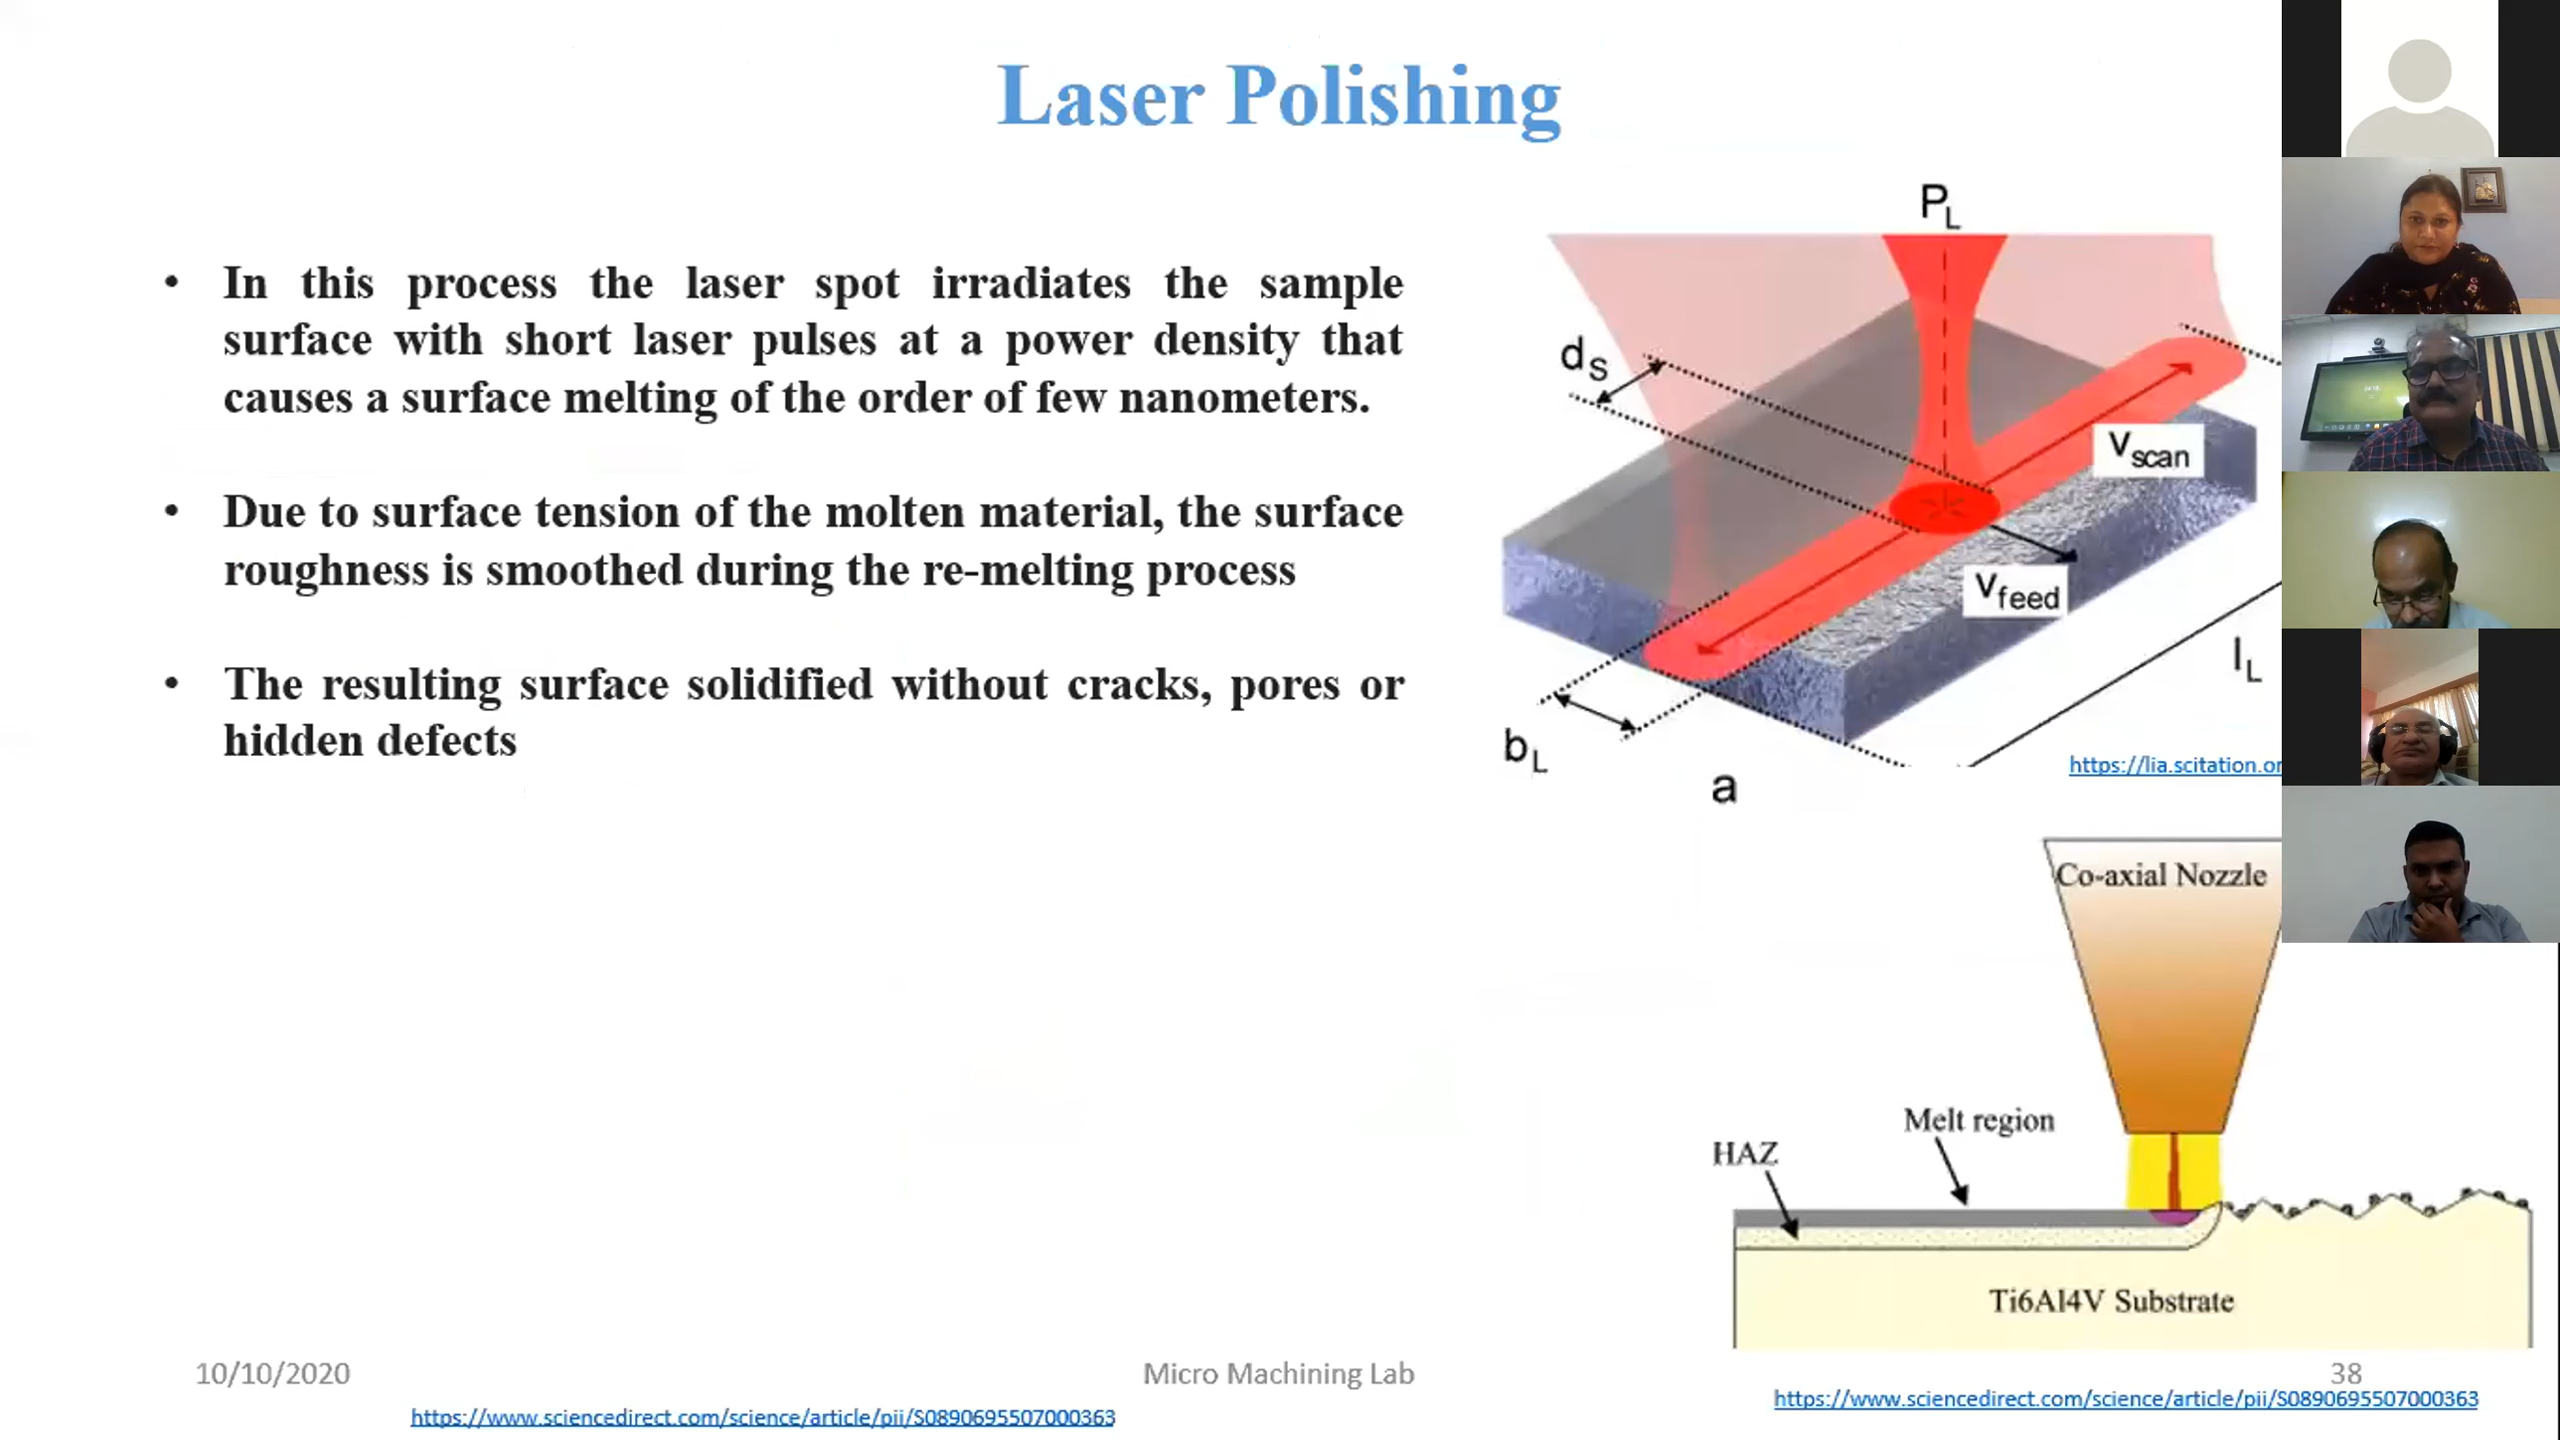 Laser Polishing
• In this process the laser spot irradiates the sample
surface with short laser pulses at a power density that
causes a surface melting of the order of few nanometers.
• Due to surface tension of the molten material, the surface
roughness is smoothed during the re-melting process
• The resulting surface solidified without cracks, pores or
hidden defects
PL
dS
Vscan
Vfeed
lL
bL
a
https://lia.scitation.or
Co-axial Nozzle
Melt region
HAZ
Ti6Al4V Substrate
10/10/2020
Micro Machining Lab
38
https://www.sciencedirect.com/science/article/pii/S0890695507000363
https://www.sciencedirect.com/science/article/pii/S0890695507000363